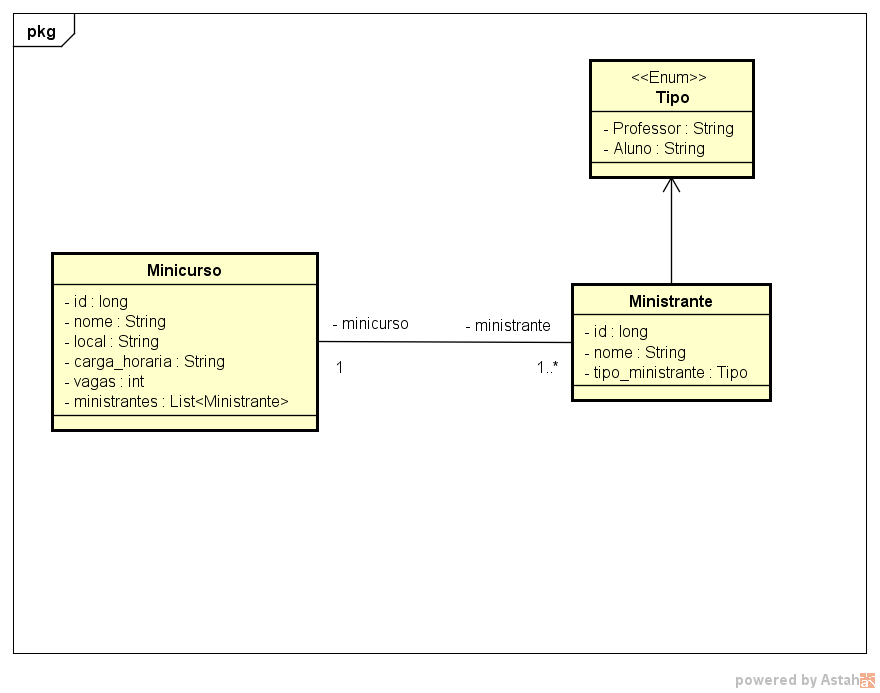 pkg
<<Enum>>
Tipo
- Professor : String
- Aluno : String
Minicurso
- id : long
- nome : String
- local : String
- carga_horaria : String
- vagas : int
- ministrantes : List<Ministrante>
- minicurso
1
- ministrante
1..*
Ministrante
- id : long
- nome : String
- tipo_ministrante : Tipo
powered by Astah